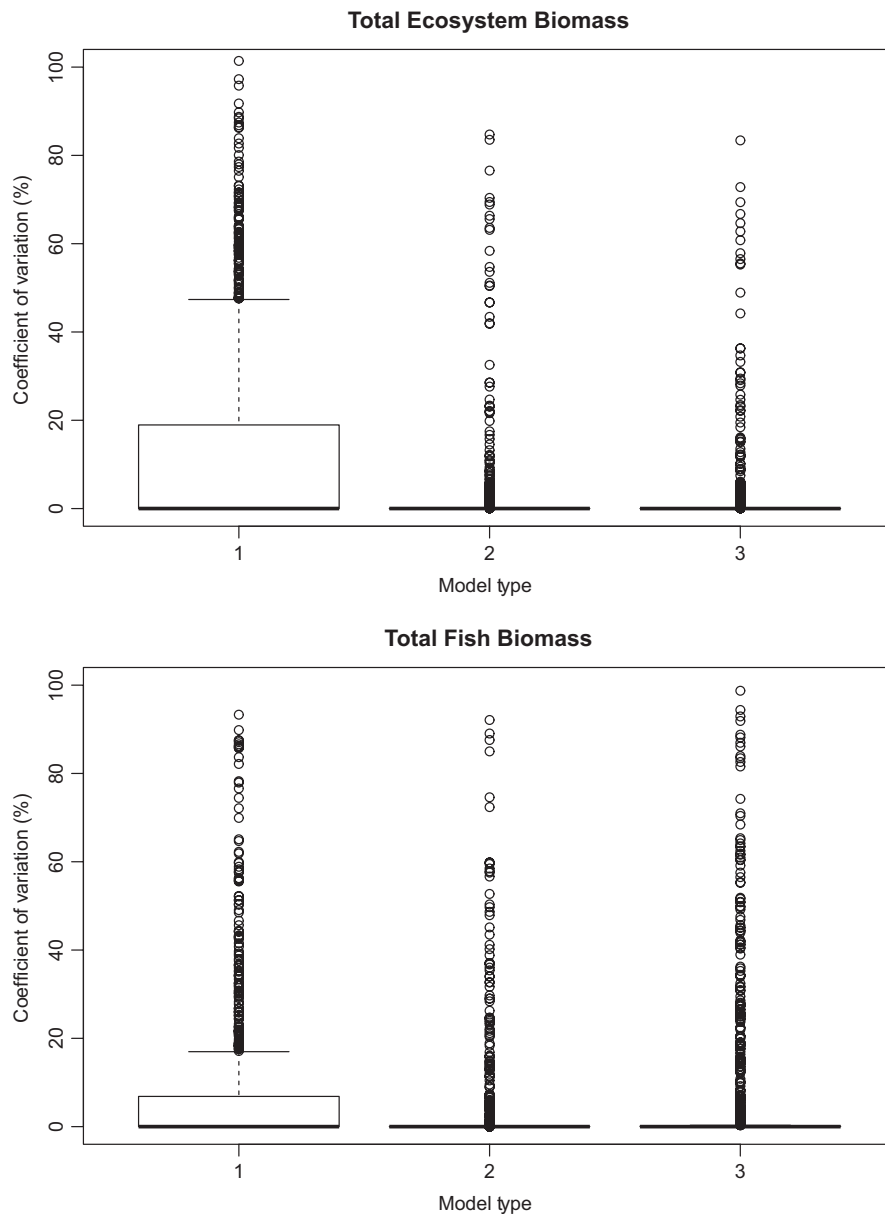 Total Ecosystem Biomass
100
80
60
40
20
0
Coefficient of variation (%)
1 2 3
Model type
Total Fish Biomass
100
80
60
40
20
0
Coefficient of variation (%)
1 2 3
Model type